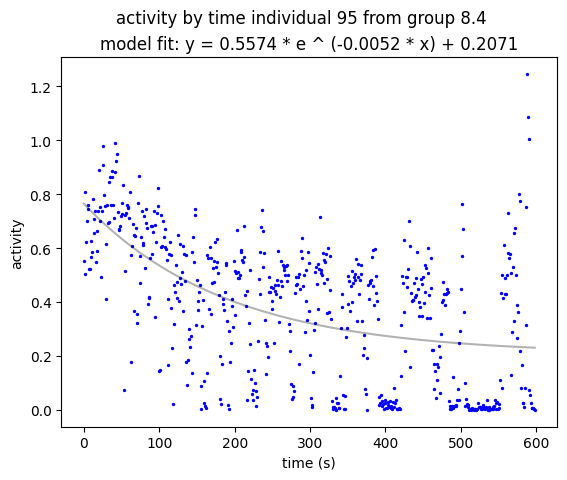 activity by time individual 95 from group 8.4
model fit: y = 0.5574 * e ^ (-0.0052 * x) + 0.2071
1.2
1.0
0.8
0.6
0.4
0.2
0.0
activity
0 100 200 300 400 500 600
time (s)